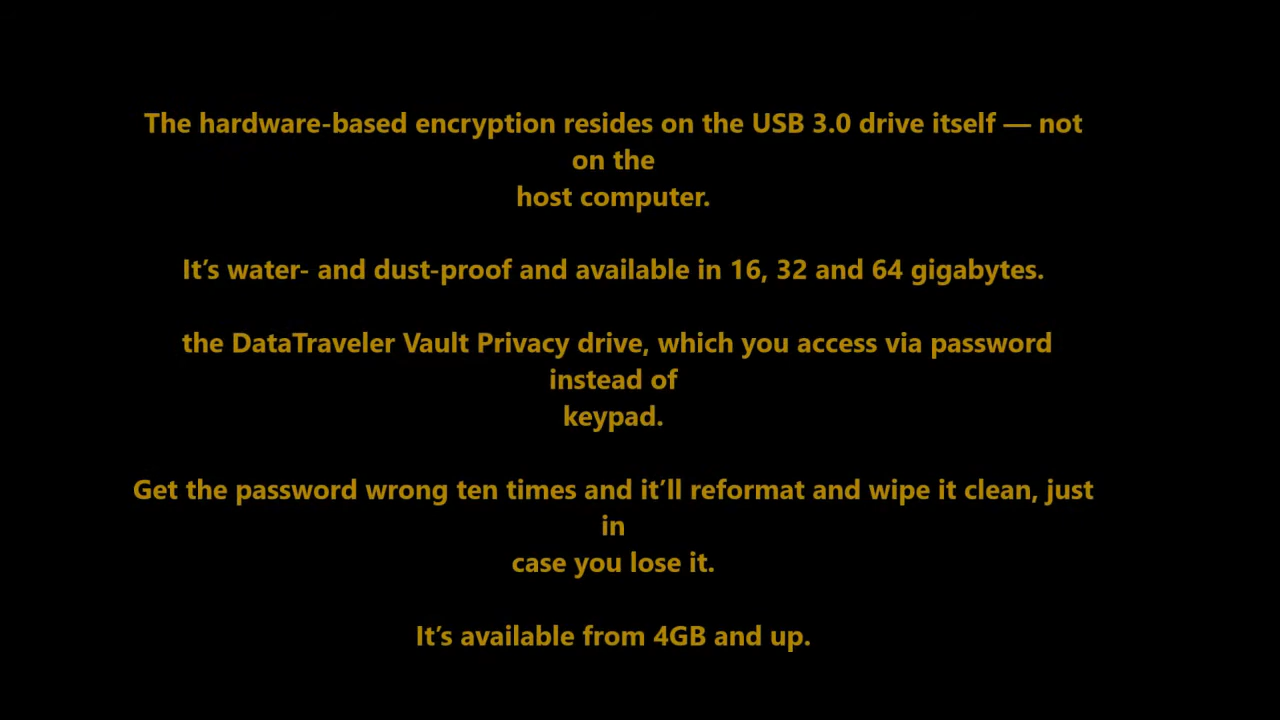 The hardware-based encryption resides on the USB 3.0 drive itself — not
on the
host computer.
It’s water- and dust-proof and available in 16, 32 and 64 gigabytes.
the DataTraveler Vault Privacy drive, which you access via password
instead of
keypad.
Get the password wrong ten times and it’ll reformat and wipe it clean, just
in
case you lose it.
It’s available from 4GB and up.